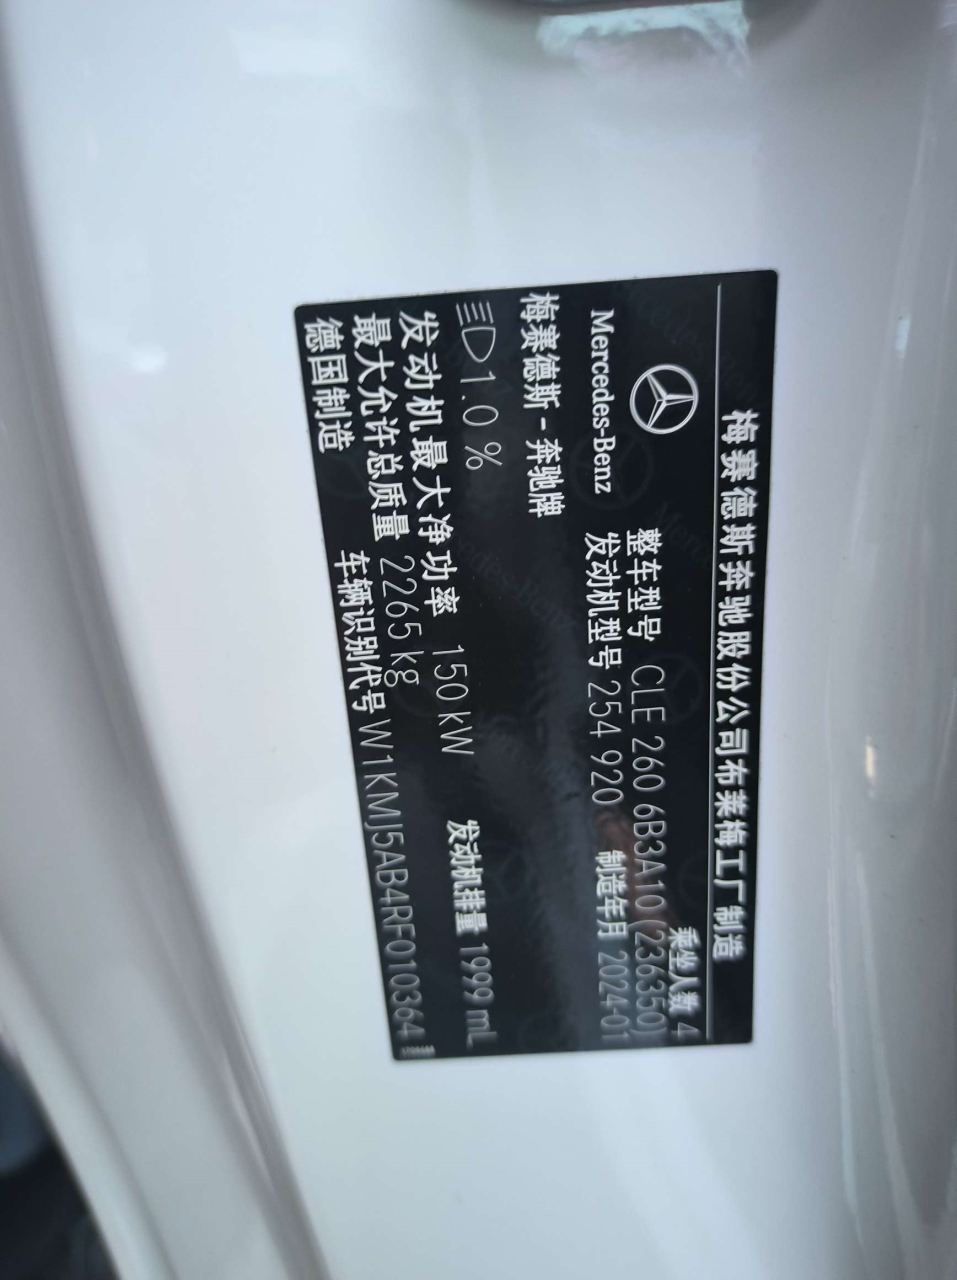 梅赛德斯奔驰股份公司布莱梅工厂制造
乘坐人数 4
整车型号 CLE 260 6B3A10(236350)
Mercedes-Benz
发动机型号 254 920 制造年月 2024-01
梅赛德斯-奔驰牌
1.0 %
发动机最大净功率 150 kW 发动机排量 1999 mL
最大允许总质量 2265 kg
德国制造 车辆识别代号 W1KMJ5AB4RF010364